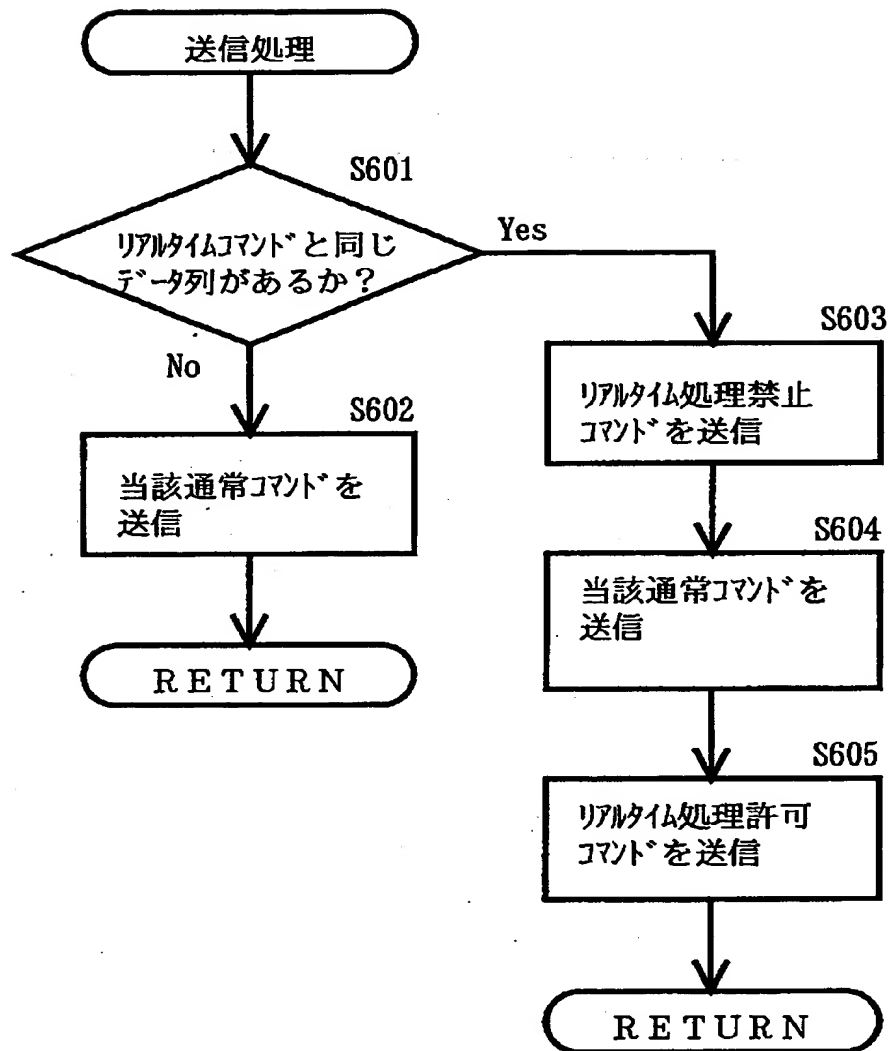 送信処理
S601
リアルタイムコマンドと同じ
データ列があるか？
Yes
No
S602
当該通常コマンドを
送信
RETURN
S603
リアルタイム処理禁止
コマンドを送信
S604
当該通常コマンドを
送信
S605
リアルタイム処理許可
コマンドを送信
RETURN